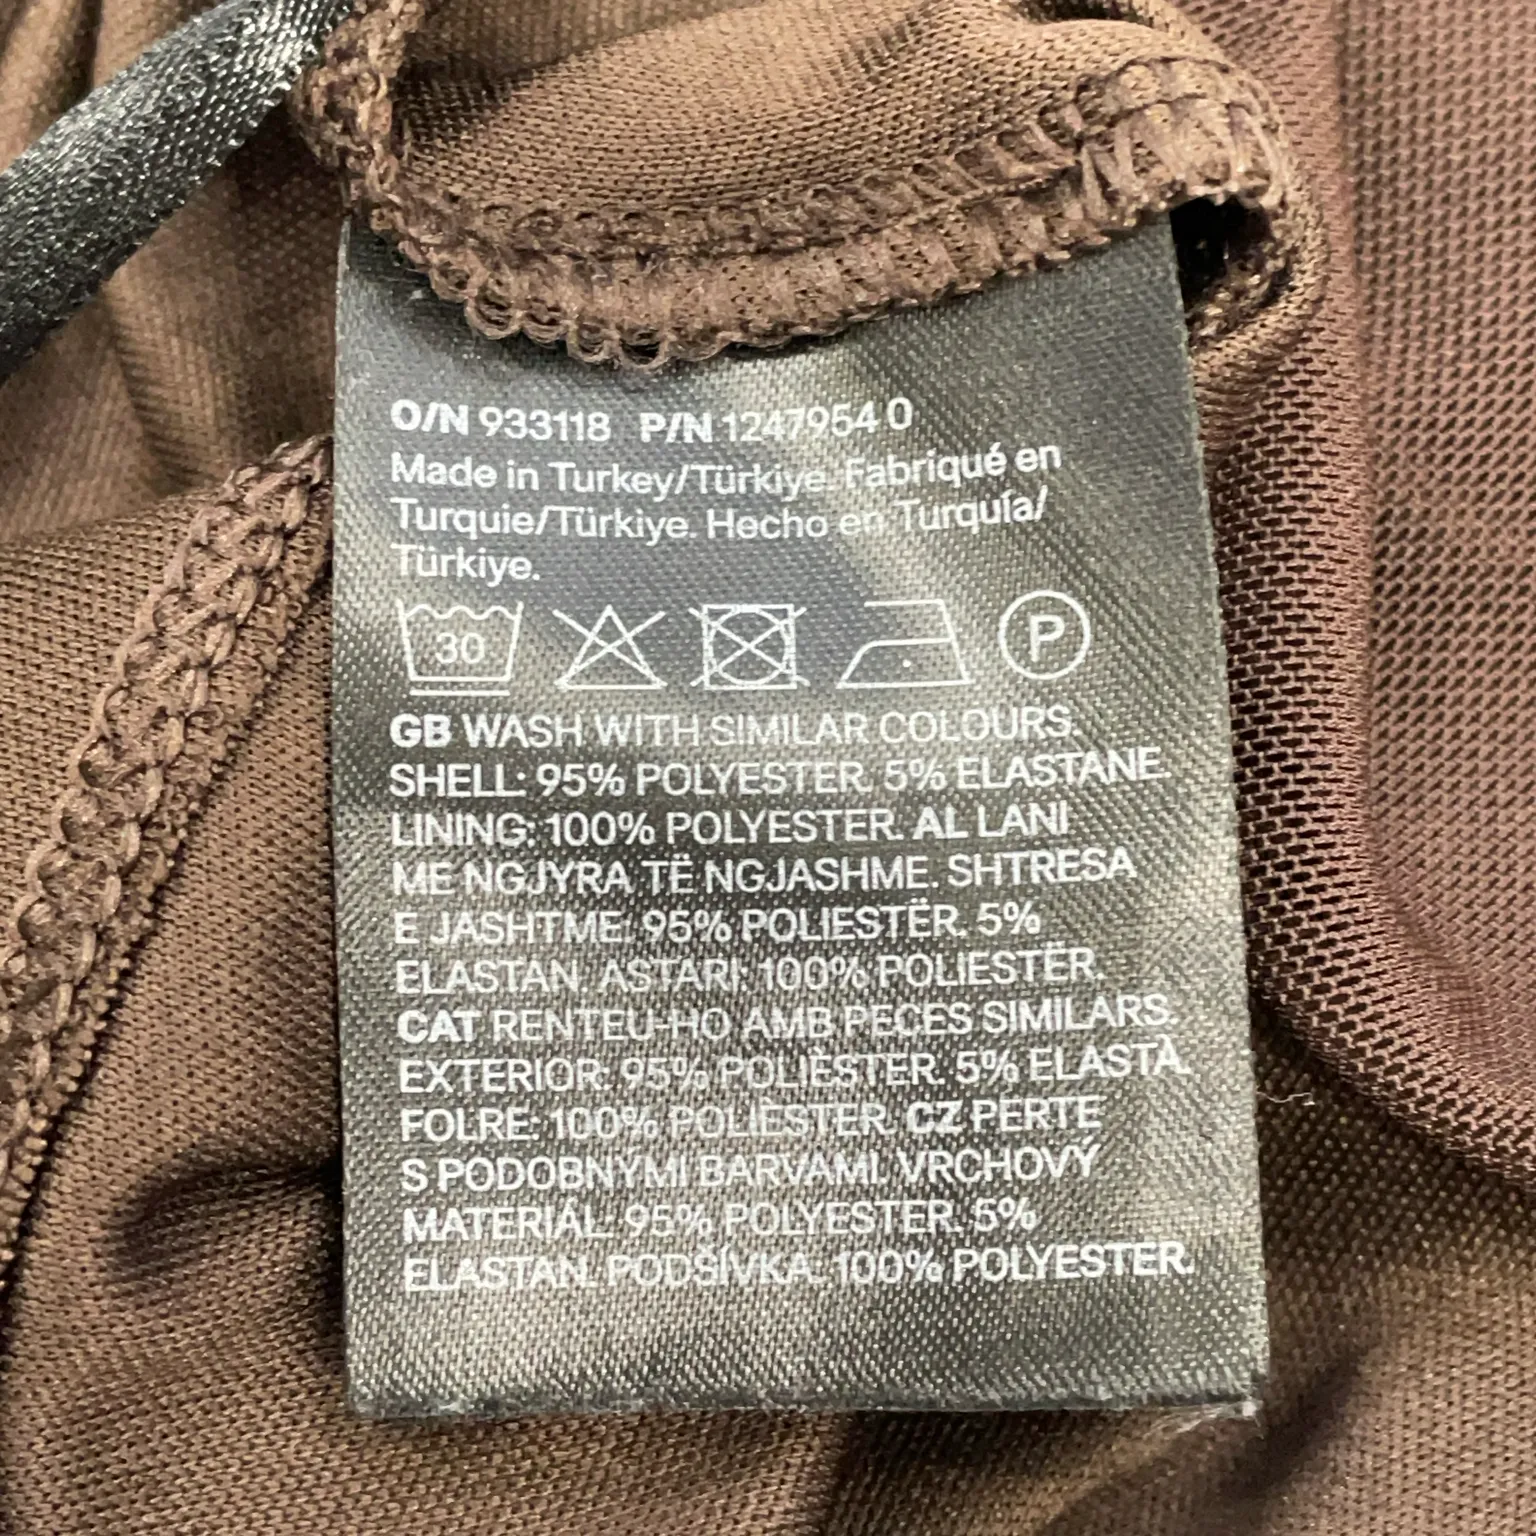 O/N 933118 P/N 1247954 0
Made in Turkey/Türkiye. Fabriqué en
Turquie/Türkiye. Hecho en Turquía/
Türkiye.
30 P
GB WASH WITH SIMILAR COLOURS.
SHELL: 95% POLYESTER. 5% ELASTANE.
LINING: 100% POLYESTER. AL LANI
ME NGJYRA TË NGJASHME. SHTRESA
E JASHTME: 95% POLIESTËR. 5%
ELASTAN. ASTARI: 100% POLIESTËR.
CAT RENTEU-HO AMB PECES SIMILARS.
EXTERIOR: 95% POLIÈSTER. 5% ELASTÀ.
FOLRE: 100% POLIÈSTER. CZ PERTE
S PODOBNÝMI BARVAMI. VRCHOVÝ
MATERIÁL: 95% POLYESTER. 5%
ELASTAN. PODŠÍVKA: 100% POLYESTER.